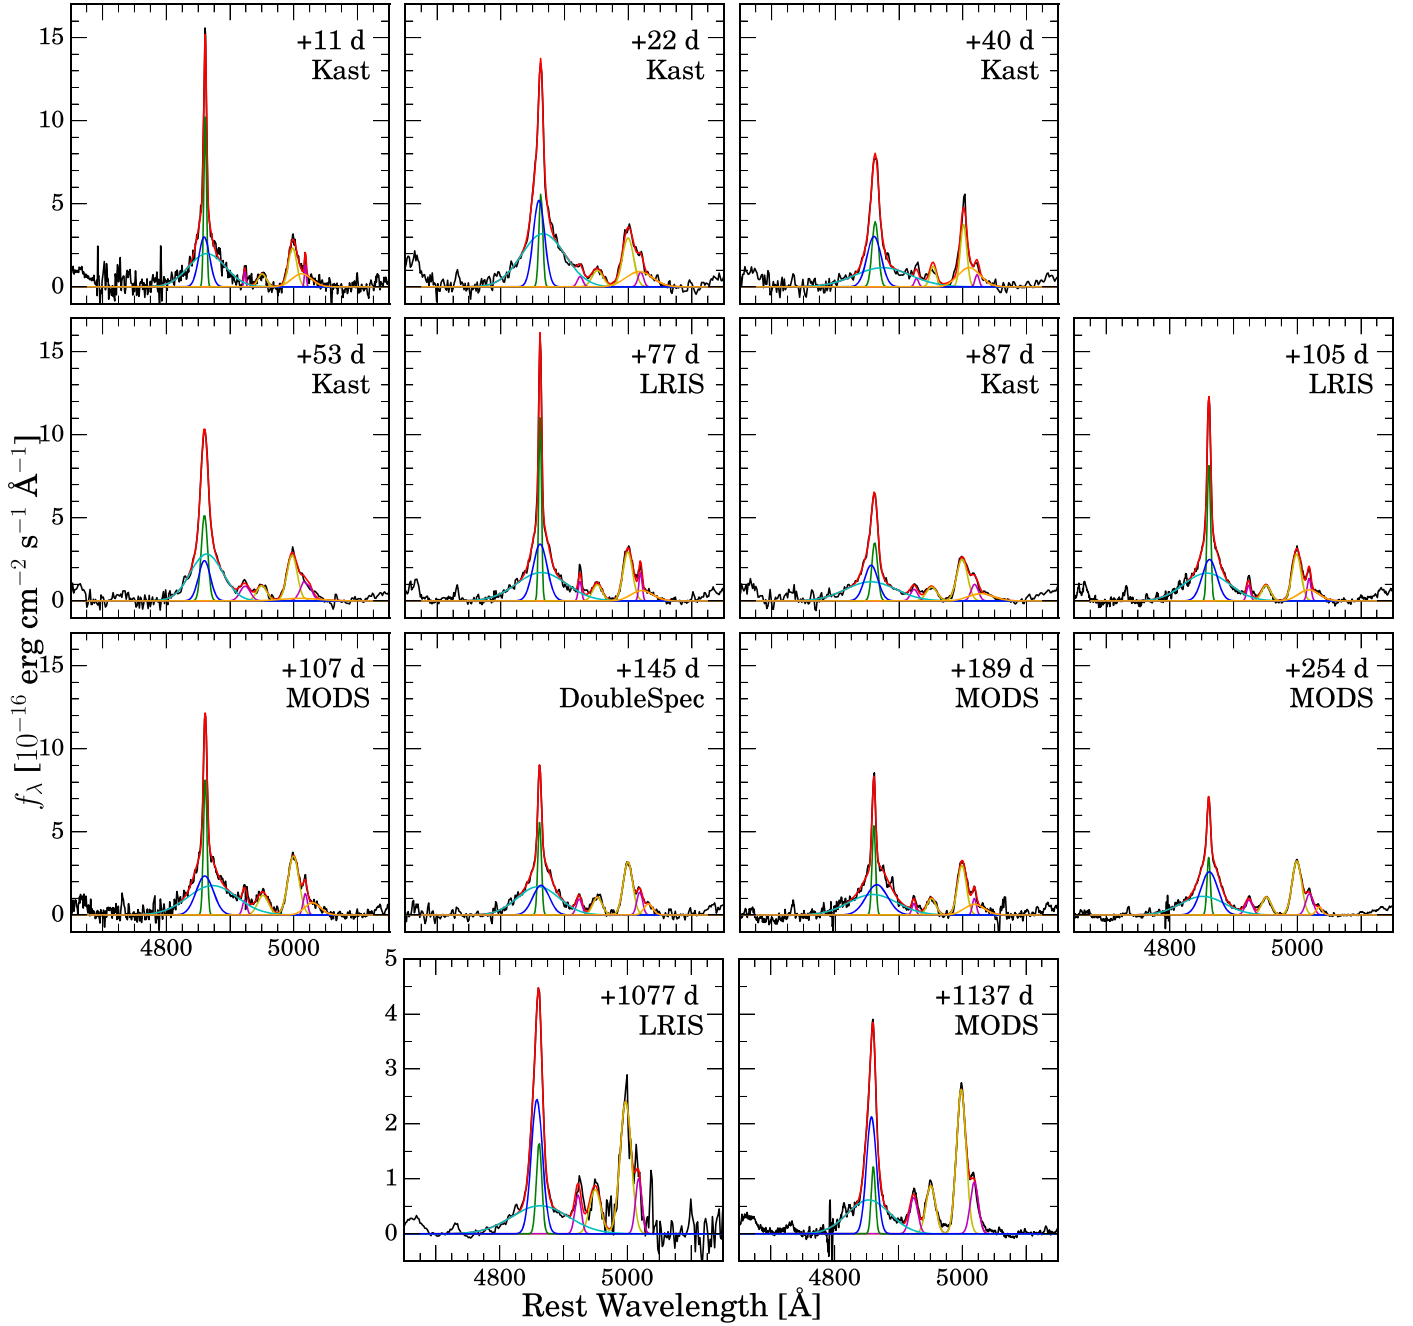 +11 d
Kast
+22 d
Kast
+40 d
Kast
15
10
5
0
+53 d
Kast
+77 d
LRIS
+87 d
Kast
+105 d
LRIS
15
10
5
0
+107 d
MODS
+145 d
DoubleSpec
+189 d
MODS
+254 d
MODS
15
10
5
0
4800 5000
4800 5000
+1077 d
LRIS
+1137 d
MODS
5
4
3
2
1
0
4800 5000
4800 5000
fλ [10−16 erg cm−2 s−1 Å−1]
Rest Wavelength [Å]